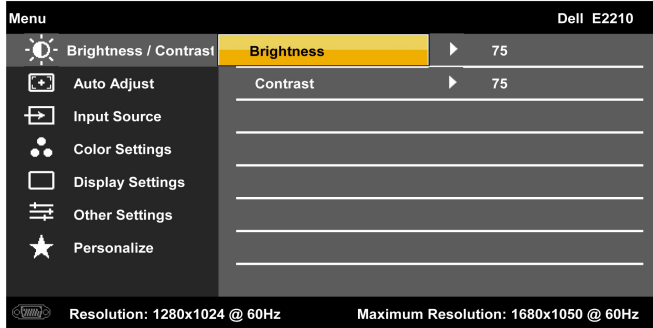 Menu Dell E2210
Brightness / Contrast Brightness 75
Auto Adjust Contrast 75
Input Source
Color Settings
Display Settings
Other Settings
Personalize
Resolution: 1280x1024 @ 60Hz Maximum Resolution: 1680x1050 @ 60Hz